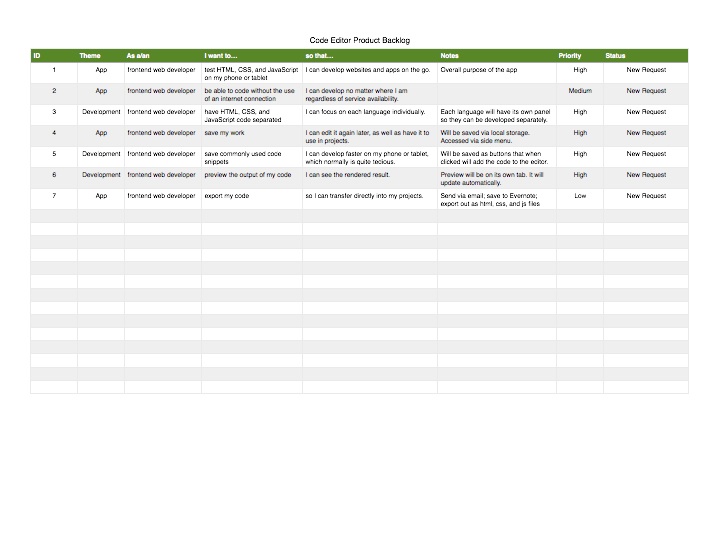 Code Editor Product Backlog
ID Theme As a/an I want to... so that... Notes Priority Status
1 App frontend web developer test HTML, CSS, and JavaScript on my phone or tablet I can develop websites and apps on the go. Overall purpose of the app High New Request
2 App frontend web developer be able to code without the use of an internet connection I can develop no matter where I am regardless of service availability. Medium New Request
3 Development frontend web developer have HTML, CSS, and JavaScript code separated I can focus on each language individually. Each language will have its own panel so they can be developed separately. High New Request
4 App frontend web developer save my work I can edit it again later, as well as have it to use in projects. Will be saved via local storage. Accessed via side menu. High New Request
5 Development frontend web developer save commonly used code snippets I can develop faster on my phone or tablet, which normally is quite tedious. Will be saved as buttons that when clicked will add the code to the editor. High New Request
6 Development frontend web developer preview the output of my code I can see the rendered result. Preview will be on its own tab. It will update automatically. High New Request
7 App frontend web developer export my code so I can transfer directly into my projects. Send via email; save to Evernote; export out as html, css, and js files Low New Request